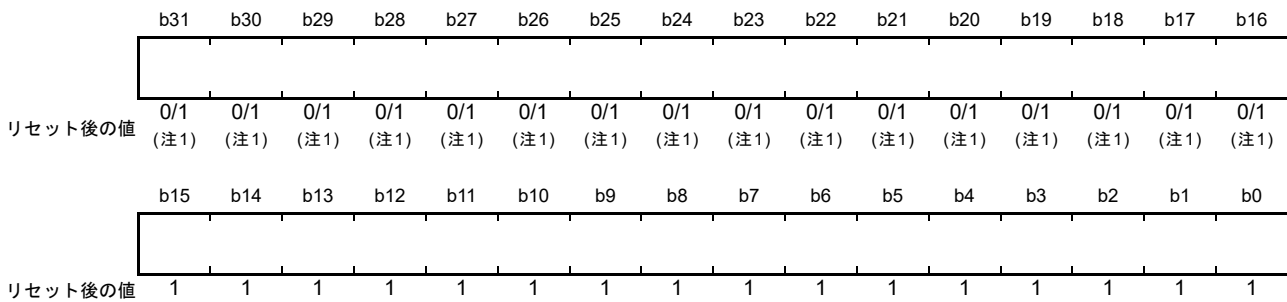 b31 b30 b29 b28 b27 b26 b25 b24 b23 b22 b21 b20 b19 b18 b17 b16
リセット後の値 0/1 0/1 0/1 0/1 0/1 0/1 0/1 0/1 0/1 0/1 0/1 0/1 0/1 0/1 0/1 0/1
(注1) (注1) (注1) (注1) (注1) (注1) (注1) (注1) (注1) (注1) (注1) (注1) (注1) (注1) (注1) (注1)
b15 b14 b13 b12 b11 b10 b9 b8 b7 b6 b5 b4 b3 b2 b1 b0
リセット後の値 1 1 1 1 1 1 1 1 1 1 1 1 1 1 1 1